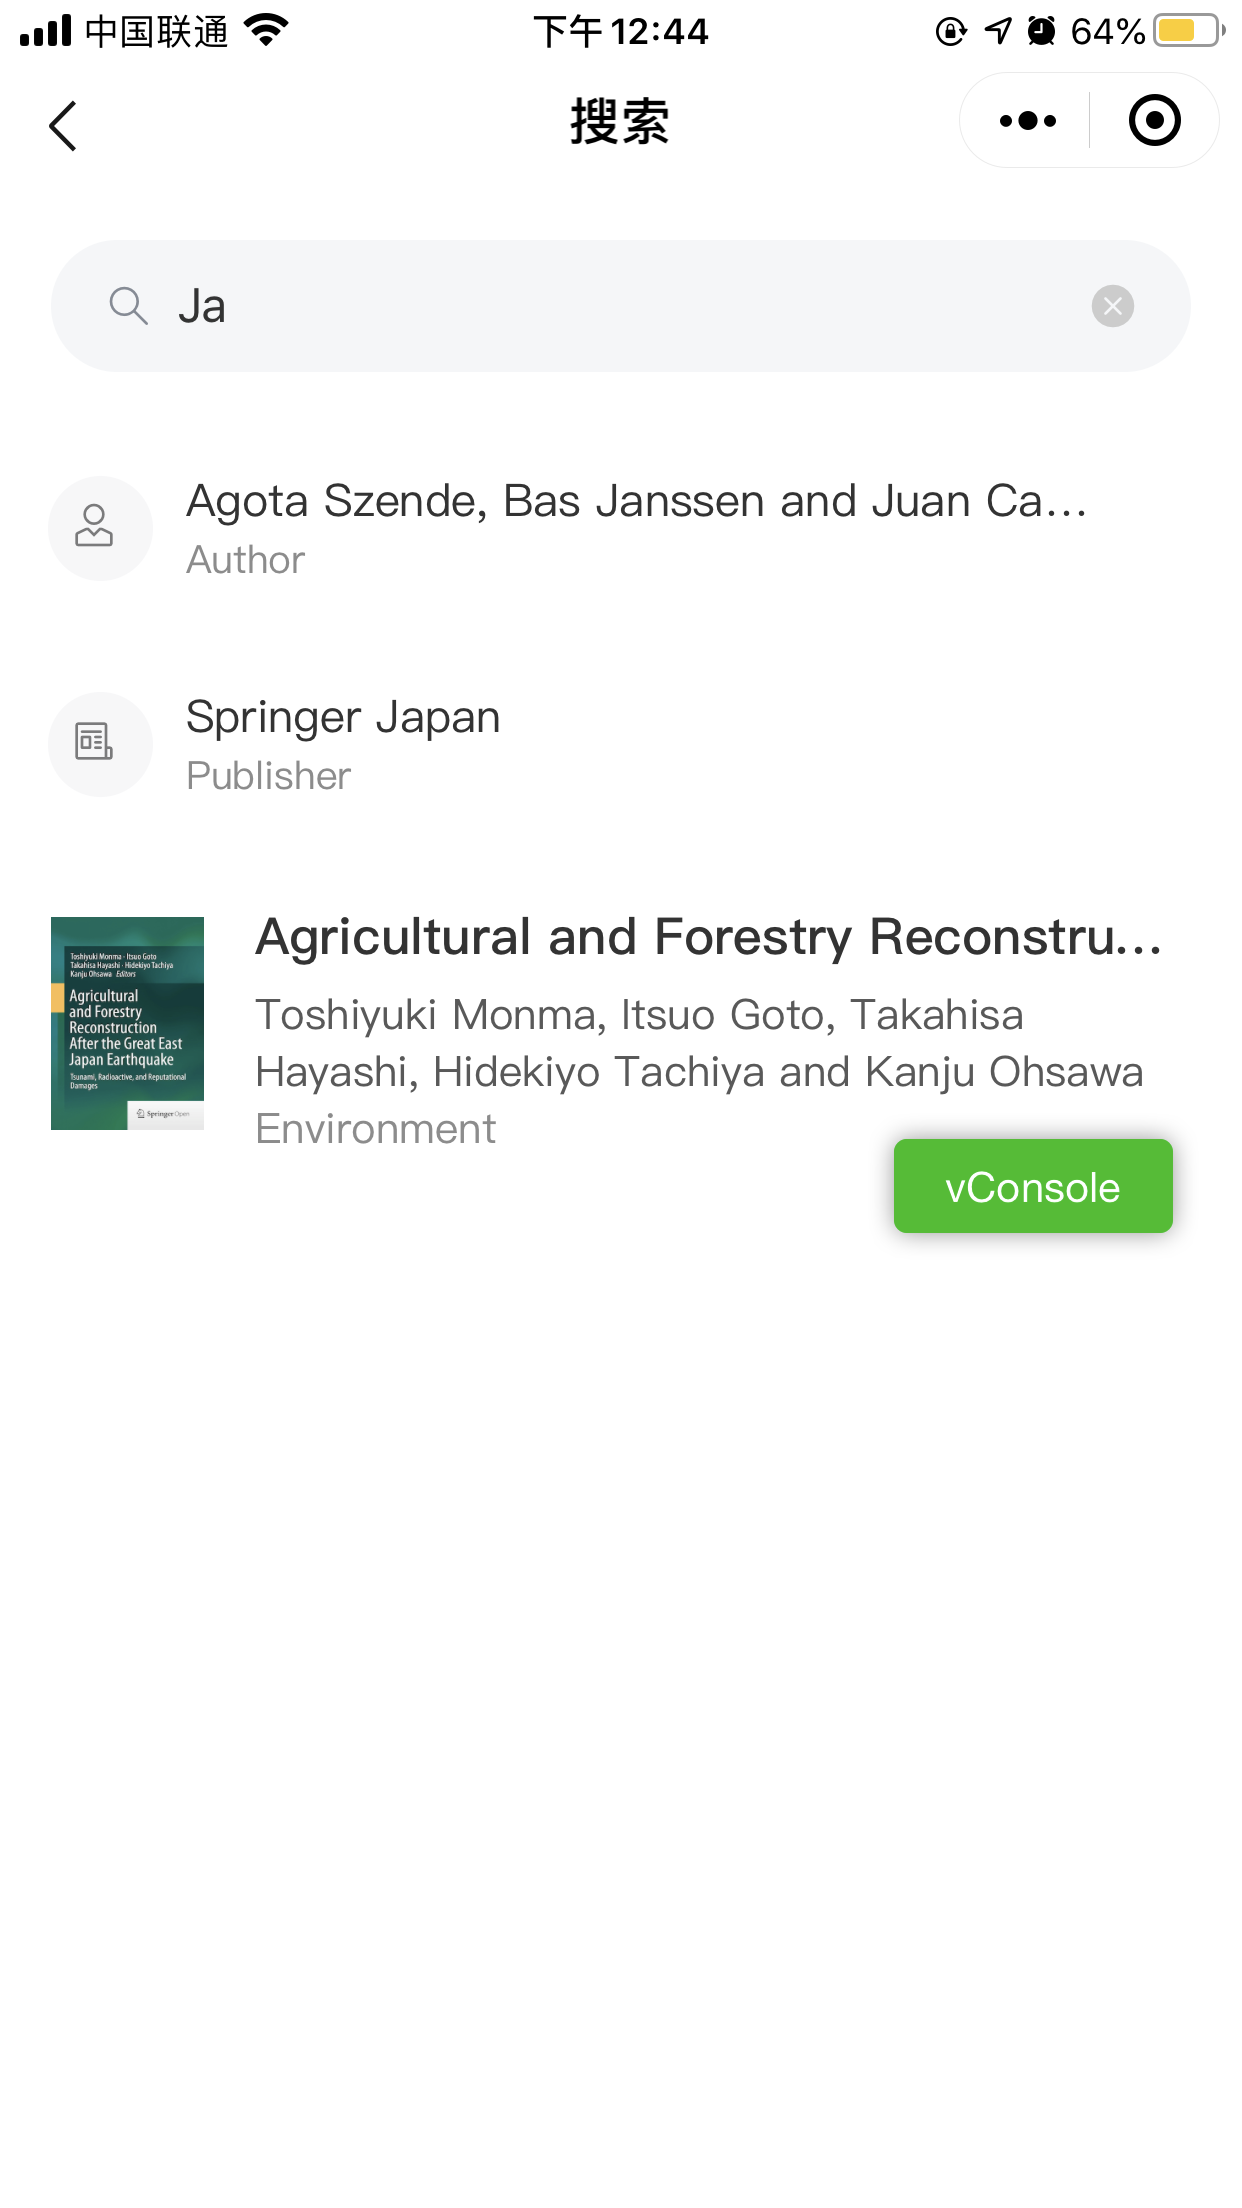 中国联通
下午 12:44
64%
搜索
Ja
Agota Szende, Bas Janssen and Juan Ca...
Author
Springer Japan
Publisher
Toshiyuki Monma · Itsuo Goto
Takahisa Hayashi · Hidekiyo Tachiya
Kanju Ohsawa Editors
Agricultural
and Forestry
Reconstruction
After the Great East
Japan Earthquake
Tsunami, Radioactive, and Reputational
Damages
Springer Open
Agricultural and Forestry Reconstru...
Toshiyuki Monma, Itsuo Goto, Takahisa
Hayashi, Hidekiyo Tachiya and Kanju Ohsawa
Environment
vConsole